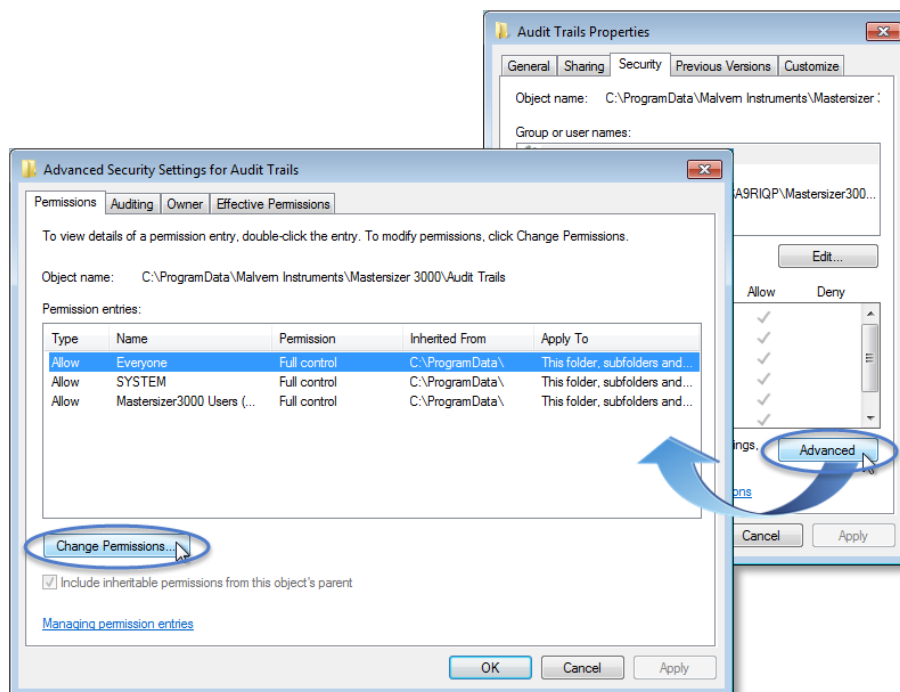 Audit Trails Properties
General Sharing Security Previous Versions Customize
Object name: C:\ProgramData\Malvern Instruments\Mastersizer
Group or user names:
A9RIQP\Mastersizer300...
Edit...
Allow Deny
ings,
Advanced
ons
Cancel Apply
Advanced Security Settings for Audit Trails
Permissions Auditing Owner Effective Permissions
To view details of a permission entry, double-click the entry. To modify permissions, click Change Permissions.
Object name: C:\ProgramData\Malvern Instruments\Mastersizer 3000\Audit Trails
Permission entries:
Type Name Permission Inherited From Apply To
Allow Everyone Full control C:\ProgramData\ This folder, subfolders and...
Allow SYSTEM Full control C:\ProgramData\ This folder, subfolders and...
Allow Mastersizer3000 Users (... Full control C:\ProgramData\ This folder, subfolders and...
Change Permissions...
Include inheritable permissions from this object's parent
Managing permission entries
OK Cancel Apply